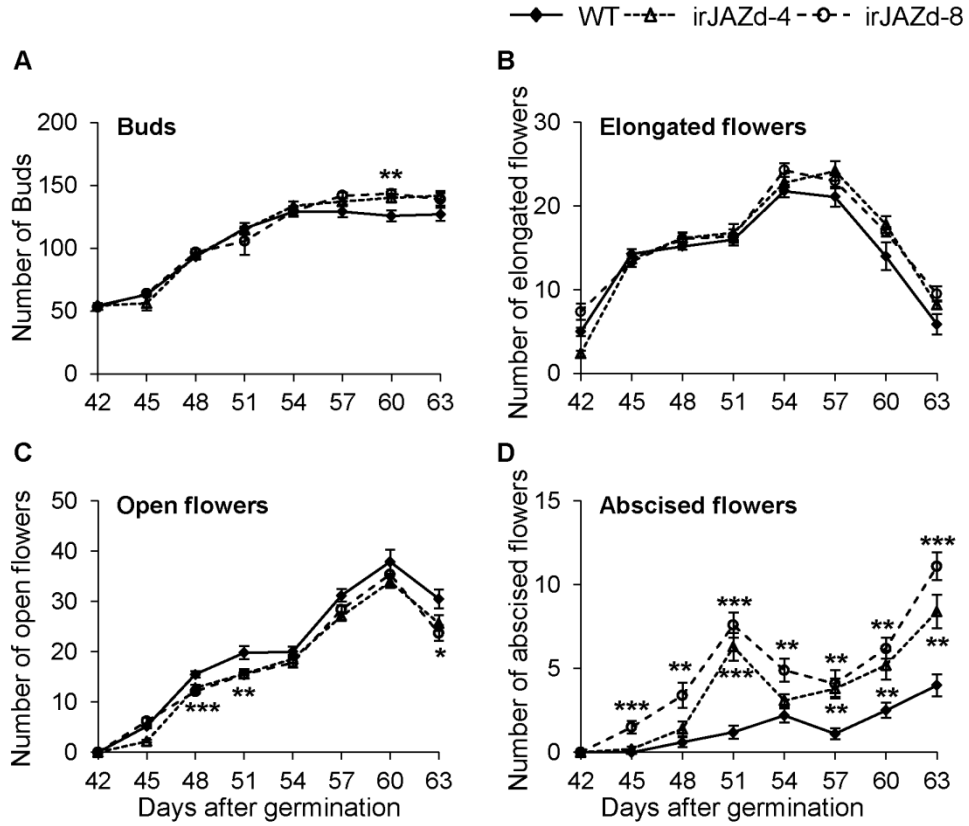 WT irJAZd-4 irJAZd-8
A
Buds
Number of Buds
200
150
100
50
0
**
42 45 48 51 54 57 60 63
B
Elongated flowers
Number of elongated flowers
30
20
10
0
42 45 48 51 54 57 60 63
C
Open flowers
Number of open flowers
50
40
30
20
10
0
***
**
*
42 45 48 51 54 57 60 63
Days after germination
D
Abscised flowers
Number of abscised flowers
15
10
5
0
***
** *** ** ** **
***
*** ** ** **
42 45 48 51 54 57 60 63
Days after germination